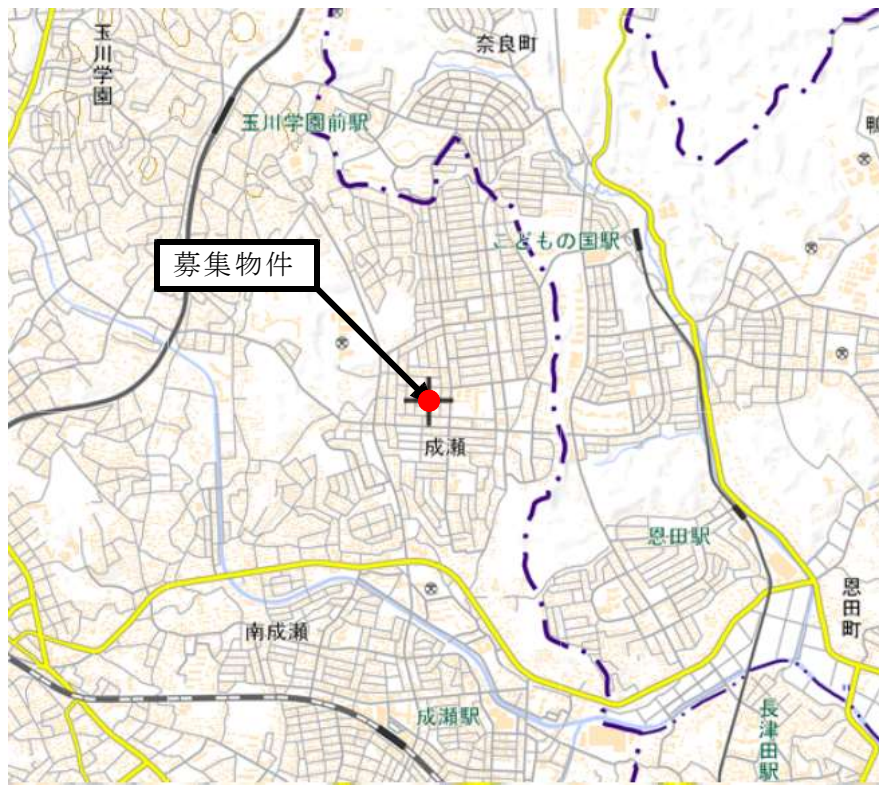 玉川学園
奈良町
鴨
玉川学園前駅
こどもの国駅
募集物件
成瀬
恩田駅
恩田町
南成瀬
成瀬駅
長津田駅